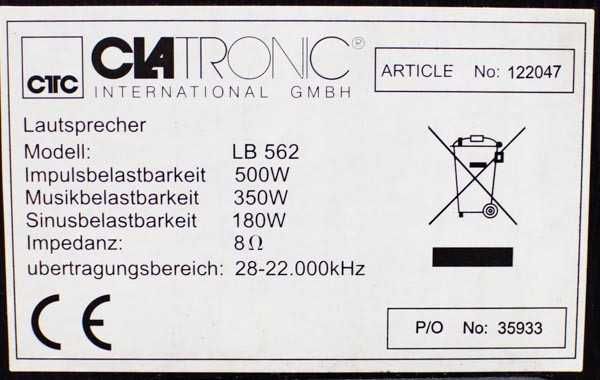 CTC
CLATRONIC®
INTERNATIONAL GMBH
ARTICLE No: 122047
Lautsprecher
Modell: LB 562
Impulsbelastbarkeit 500W
Musikbelastbarkeit 350W
Sinusbelastbarkeit 180W
Impedanz: 8Ω
ubertragungsbereich: 28-22.000kHz
CE
P/O No: 35933